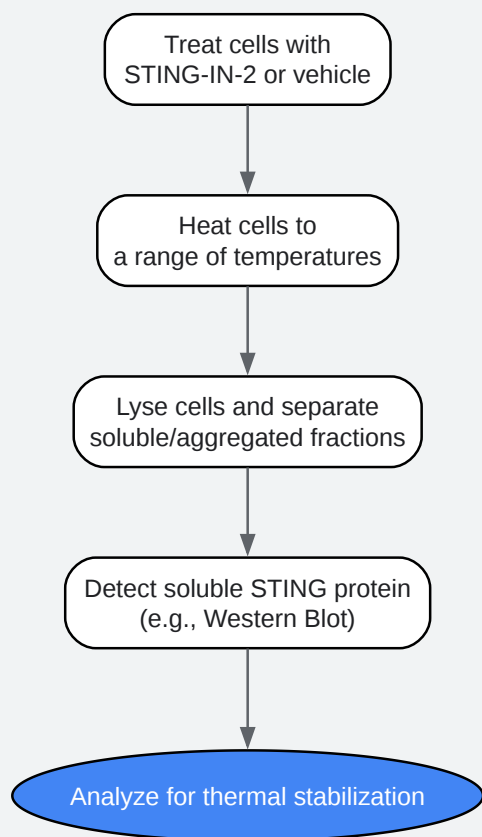 Treat cells with
STING-IN-2 or vehicle
Heat cells to
a range of temperatures
Lyse cells and separate
soluble/aggregated fractions
Detect soluble STING protein
(e.g., Western Blot)
Analyze for thermal stabilization